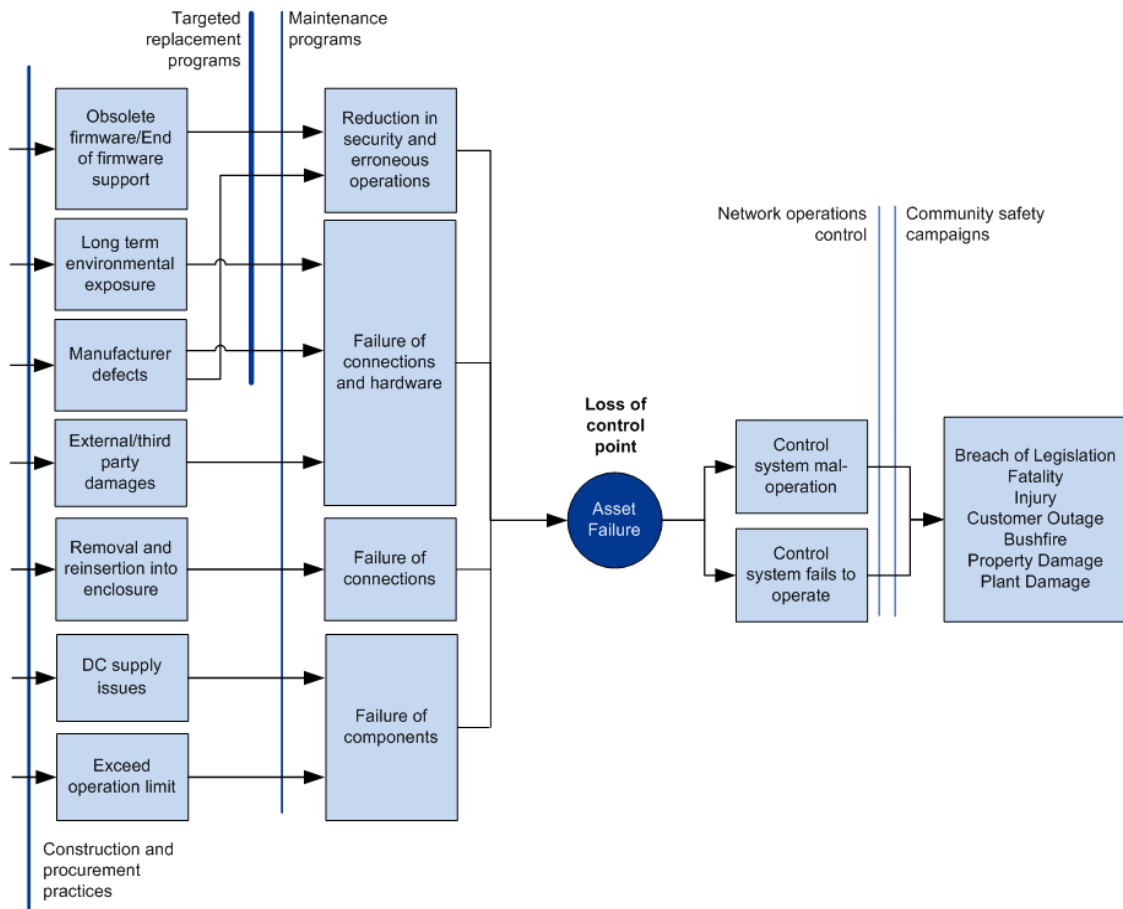 Targeted
replacement
programs
Maintenance
programs
Obsolete
firmware/End
of firmware
support
Reduction in
security and
erroneous
operations
Long term
environmental
exposure
Manufacturer
defects
Failure of
connections
and hardware
External/third
party
damages
Removal and
reinsertion into
enclosure
Failure of
connections
DC supply
issues
Exceed
operation limit
Failure of
components
Construction and
procurement
practices
Loss of
control
point
Asset
Failure
Network operations
control
Community safety
campaigns
Control
system mal-
operation
Control
system fails to
operate
Breach of Legislation
Fatality
Injury
Customer Outage
Bushfire
Property Damage
Plant Damage